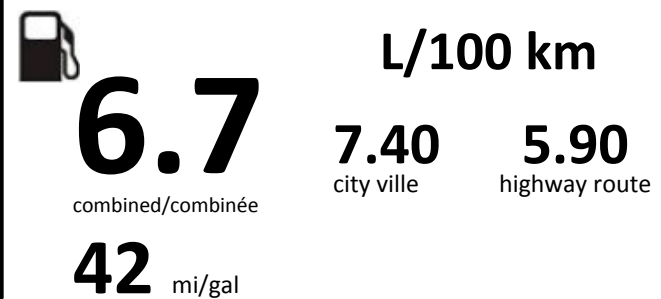 L/100 km
6.7
combined/combinée
7.40
city ville
5.90
highway route
42 mi/gal